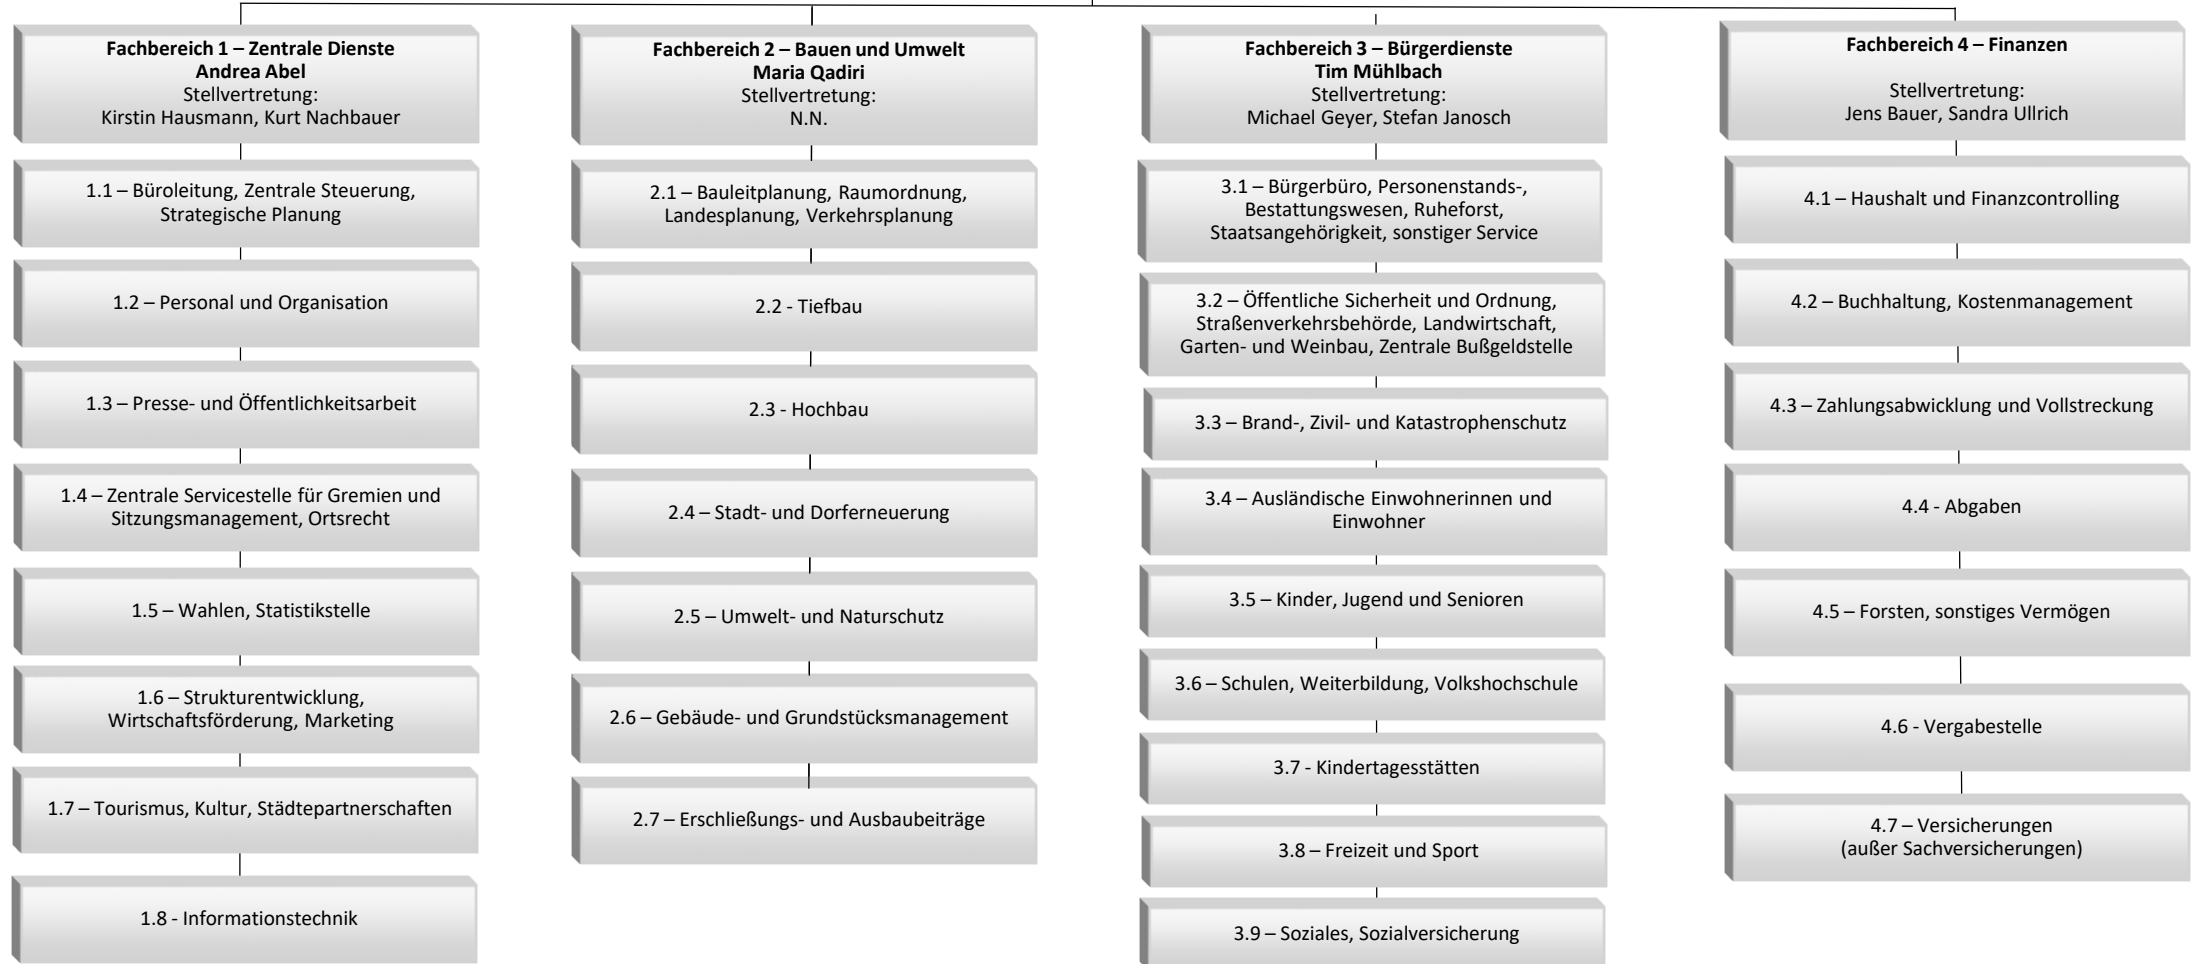 Fachbereich 1 – Zentrale Dienste
Andrea Abel
Stellvertretung:
Kirstin Hausmann, Kurt Nachbauer
1.1 – Büroleitung, Zentrale Steuerung,
Strategische Planung
1.2 – Personal und Organisation
1.3 – Presse- und Öffentlichkeitsarbeit
1.4 – Zentrale Servicestelle für Gremien und
Sitzungsmanagement, Ortsrecht
1.5 – Wahlen, Statistikstelle
1.6 – Strukturentwicklung,
Wirtschaftsförderung, Marketing
1.7 – Tourismus, Kultur, Städtepartnerschaften
1.8 - Informationstechnik
Fachbereich 2 – Bauen und Umwelt
Maria Qadiri
Stellvertretung:
N.N.
2.1 – Bauleitplanung, Raumordnung,
Landesplanung, Verkehrsplanung
2.2 - Tiefbau
2.3 - Hochbau
2.4 – Stadt- und Dorferneuerung
2.5 – Umwelt- und Naturschutz
2.6 – Gebäude- und Grundstücksmanagement
2.7 – Erschließungs- und Ausbaubeiträge
Fachbereich 3 – Bürgerdienste
Tim Mühlbach
Stellvertretung:
Michael Geyer, Stefan Janosch
3.1 – Bürgerbüro, Personenstands-,
Bestattungswesen, Ruheforst,
Staatsangehörigkeit, sonstiger Service
3.2 – Öffentliche Sicherheit und Ordnung,
Straßenverkehrsbehörde, Landwirtschaft,
Garten- und Weinbau, Zentrale Bußgeldstelle
3.3 – Brand-, Zivil- und Katastrophenschutz
3.4 – Ausländische Einwohnerinnen und
Einwohner
3.5 – Kinder, Jugend und Senioren
3.6 – Schulen, Weiterbildung, Volkshochschule
3.7 - Kindertagesstätten
3.8 – Freizeit und Sport
3.9 – Soziales, Sozialversicherung
Fachbereich 4 – Finanzen
Stellvertretung:
Jens Bauer, Sandra Ullrich
4.1 – Haushalt und Finanzcontrolling
4.2 – Buchhaltung, Kostenmanagement
4.3 – Zahlungsabwicklung und Vollstreckung
4.4 - Abgaben
4.5 – Forsten, sonstiges Vermögen
4.6 - Vergabestelle
4.7 – Versicherungen
(außer Sachversicherungen)